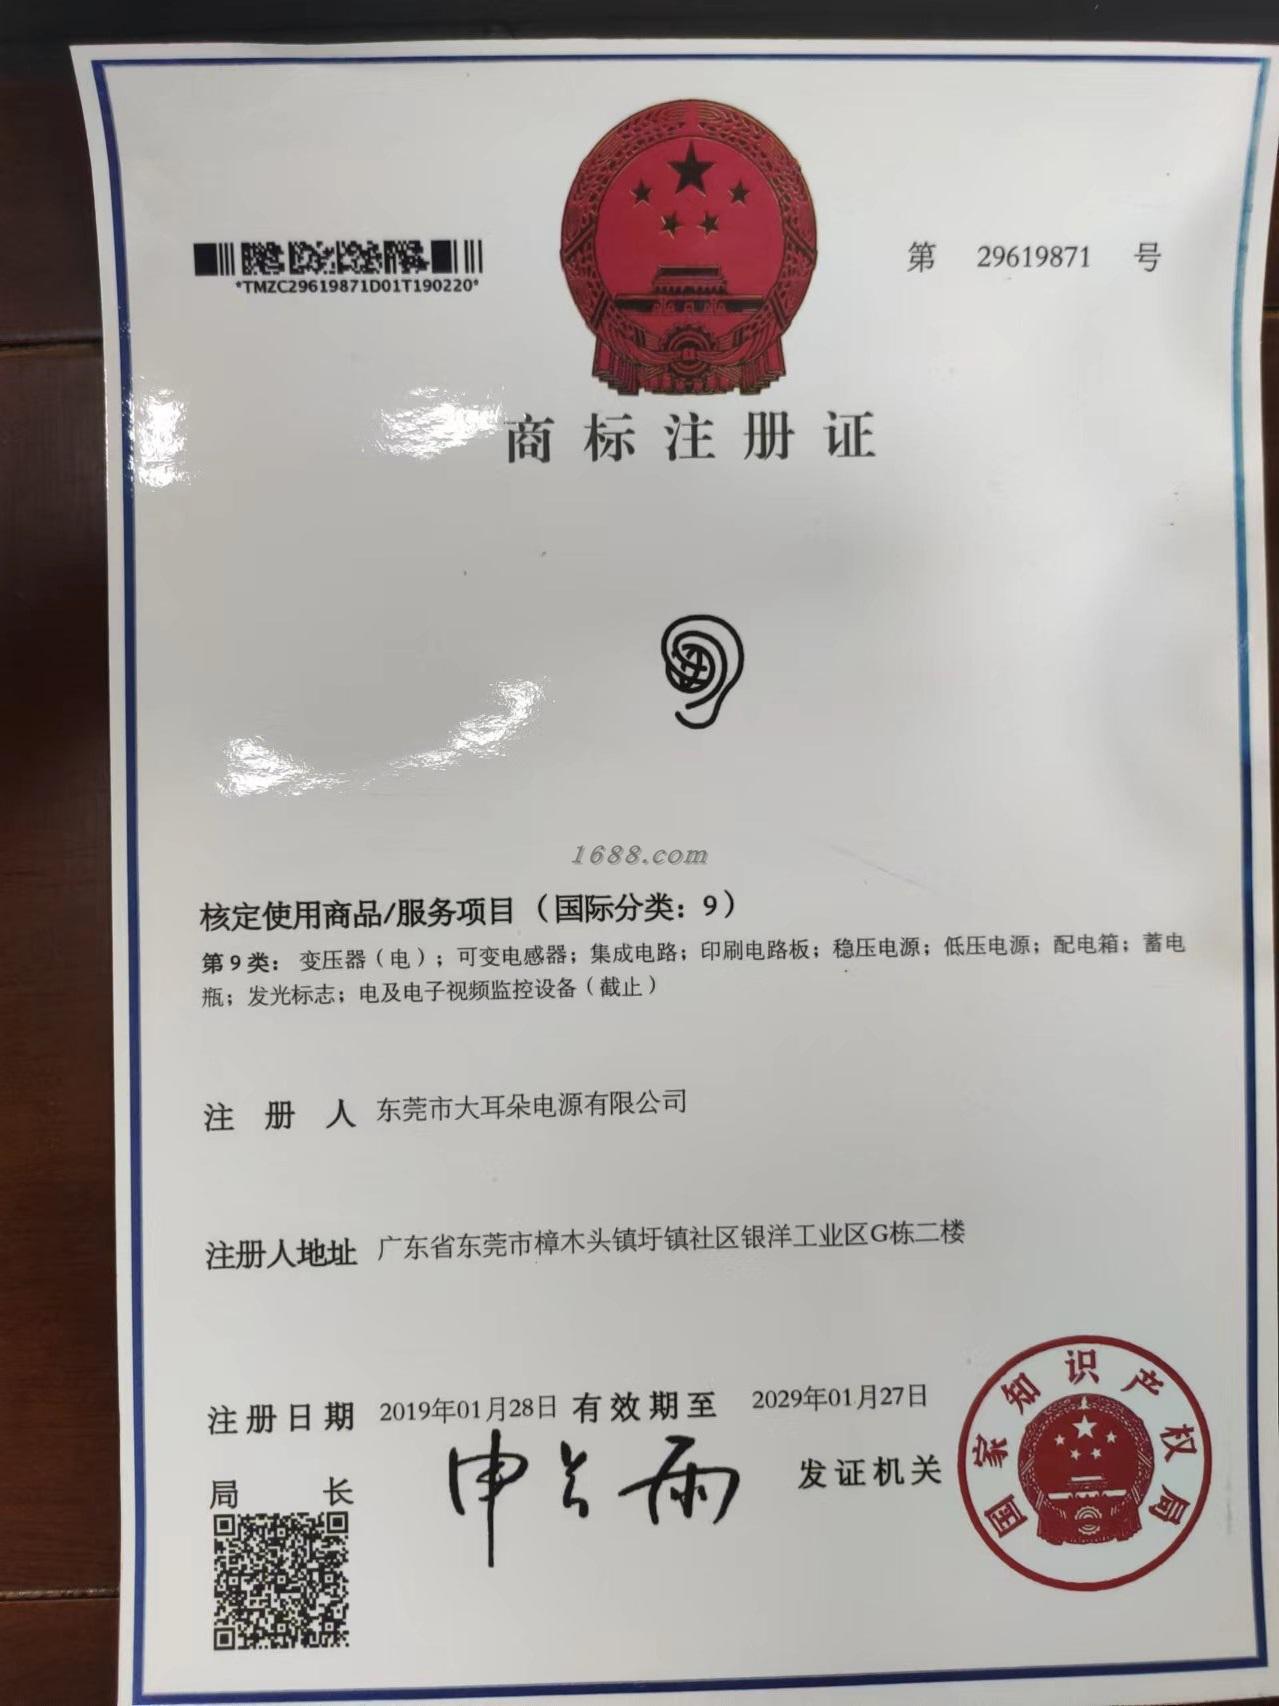 *TMZC29619871D01T190220*
第 29619871 号
商标注册证
1688.com
核定使用商品/服务项目（国际分类：9）
第9类：变压器（电）；可变电感器；集成电路；印刷电路板；稳压电源；低压电源；配电箱；蓄电
瓶；发光标志；电及电子视频监控设备（截止）
注册人 东莞市大耳朵电源有限公司
注册人地址 广东省东莞市樟木头镇圩镇社区银洋工业区G栋二楼
注册日期 2019年01月28日 有效期至 2029年01月27日
局长 申长雨 发证机关
国家知识产权局